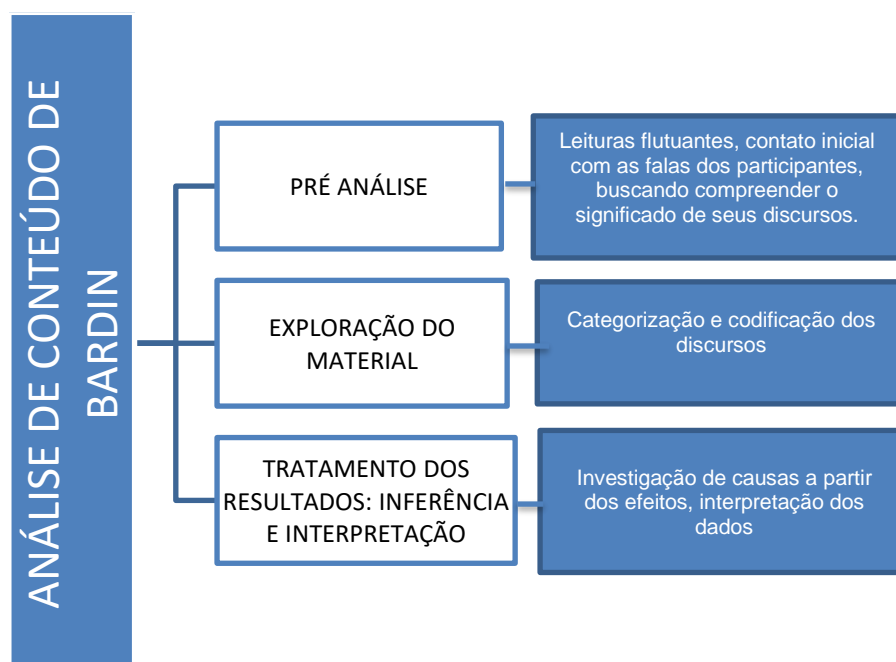 ANÁLISE DE CONTEÚDO DE
BARDIN
PRÉ ANÁLISE
Leituras flutuantes, contato inicial
com as falas dos participantes,
buscando compreender o
significado de seus discursos.
EXPLORAÇÃO DO
MATERIAL
Categorização e codificação dos
discursos
TRATAMENTO DOS
RESULTADOS: INFERÊNCIA
E INTERPRETAÇÃO
Investigação de causas a partir
dos efeitos, interpretação dos
dados